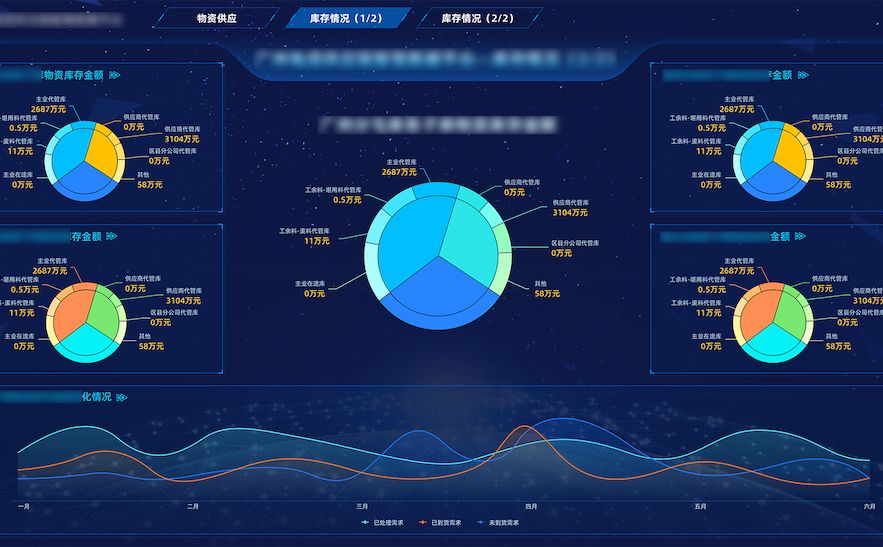 物资供应
库存情况（1/2）
库存情况（2/2）
物资库存金额
主业代管库
2687万元
供应商代管库
0万元
-堪用料代管库
0.5万元
供应商代管库
3104万元
-废料代管库
11万元
区县分公司代管库
0万元
主业在途库
0万元
其他
58万元
存金额
主业代管库
2687万元
供应商代管库
0万元
-堪用料代管库
0.5万元
供应商代管库
3104万元
-废料代管库
11万元
区县分公司代管库
0万元
主业在途库
0万元
其他
58万元
主业代管库
2687万元
供应商代管库
0万元
工余料-堪用料代管库
0.5万元
供应商代管库
3104万元
工余料-废料代管库
11万元
区县分公司代管库
0万元
主业在途库
0万元
其他
58万元
存金额
主业代管库
2687万元
供应商代管库
0万元
工余料-堪用料代管库
0.5万元
供应商代管库
3104万元
工余料-废料代管库
11万元
区县分公司代管库
0万元
主业在途库
0万元
其他
58万元
金额
主业代管库
2687万元
供应商代管库
0万元
工余料-堪用料代管库
0.5万元
供应商代管库
3104万元
工余料-废料代管库
11万元
区县分公司代管库
0万元
主业在途库
0万元
其他
58万元
化情况
一月 二月 三月 四月 五月 六月
已处理需求 已到货需求 未到货需求